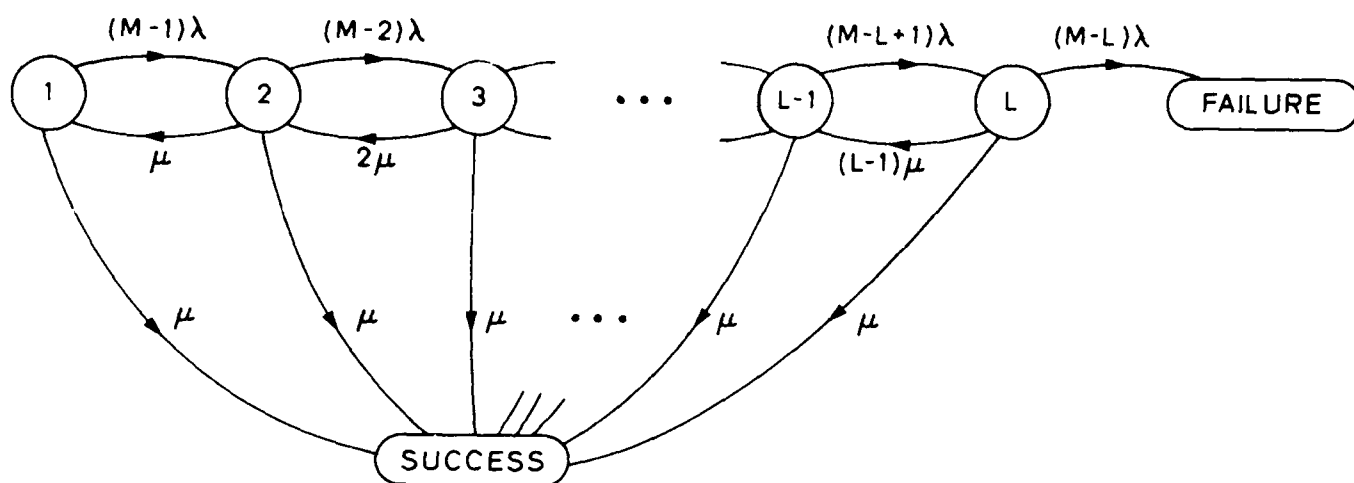 (M-1)λ (M-2)λ (M-L+1)λ (M-L)λ
1 2 3 ••• L-1 L FAILURE
μ 2μ (L-1)μ
μ μ μ ••• μ μ
SUCCESS